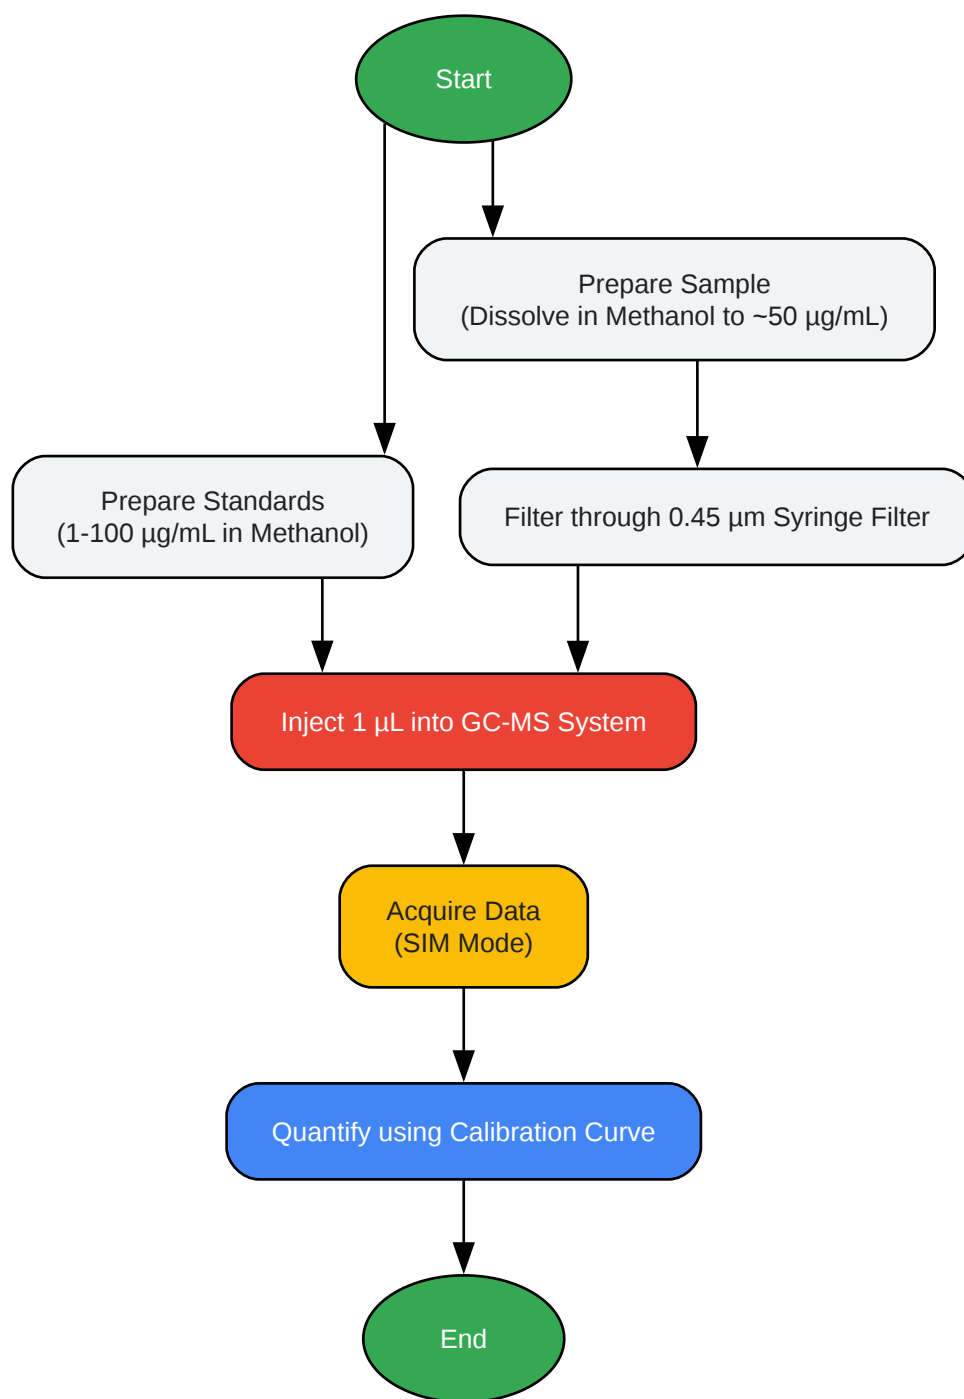 Start
Prepare Sample
(Dissolve in Methanol to ~50 µg/mL)
Prepare Standards
(1-100 µg/mL in Methanol)
Filter through 0.45 µm Syringe Filter
Inject 1 µL into GC-MS System
Acquire Data
(SIM Mode)
Quantify using Calibration Curve
End